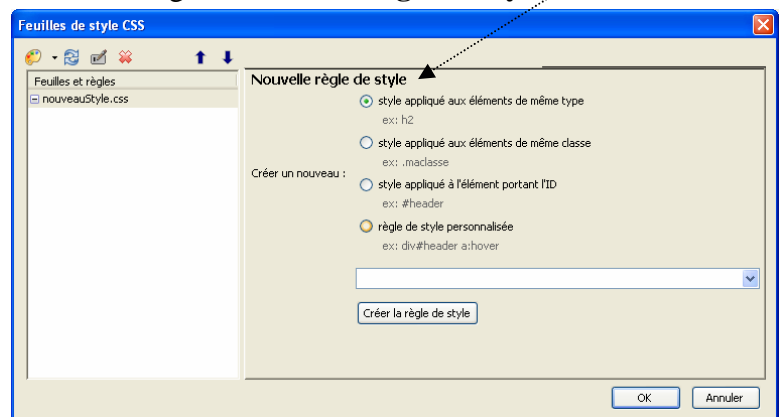 Feuilles de style CSS
Feuilles et règles
nouveauStyle.css
Nouvelle règle de style
style appliqué aux éléments de même type
ex: h2
style appliqué aux éléments de même classe
ex: .maclasse
Créer un nouveau :
style appliqué à l'élément portant l'ID
ex: #header
règle de style personnalisée
ex: div#header a:hover
Créer la règle de style
OK Annuler